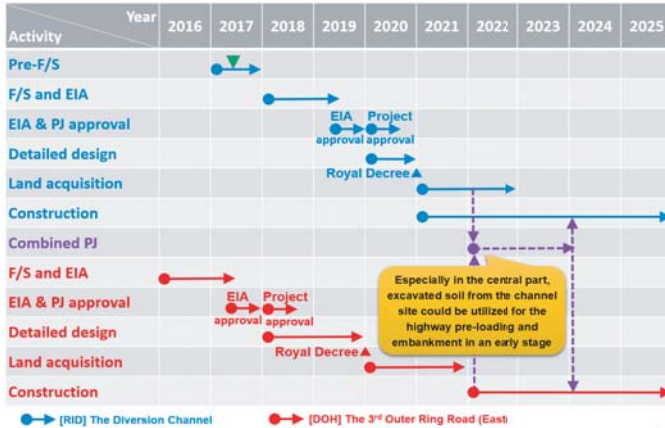 Year
Activity
2016 2017 2018 2019 2020 2021 2022 2023 2024 2025
Pre-F/S
F/S and EIA
EIA & PJ approval
EIA approval
Project approval
Detailed design
Royal Decree
Land acquisition
Construction
Combined PJ
F/S and EIA
Especially in the central part,
excavated soil from the channel
site could be utilized for the
highway pre-loading and
embankment in an early stage
EIA & PJ approval
EIA approval
Project approval
Detailed design
Royal Decree
Land acquisition
Construction
[RID] The Diversion Channel
[DOH] The 3rd Outer Ring Road (East)